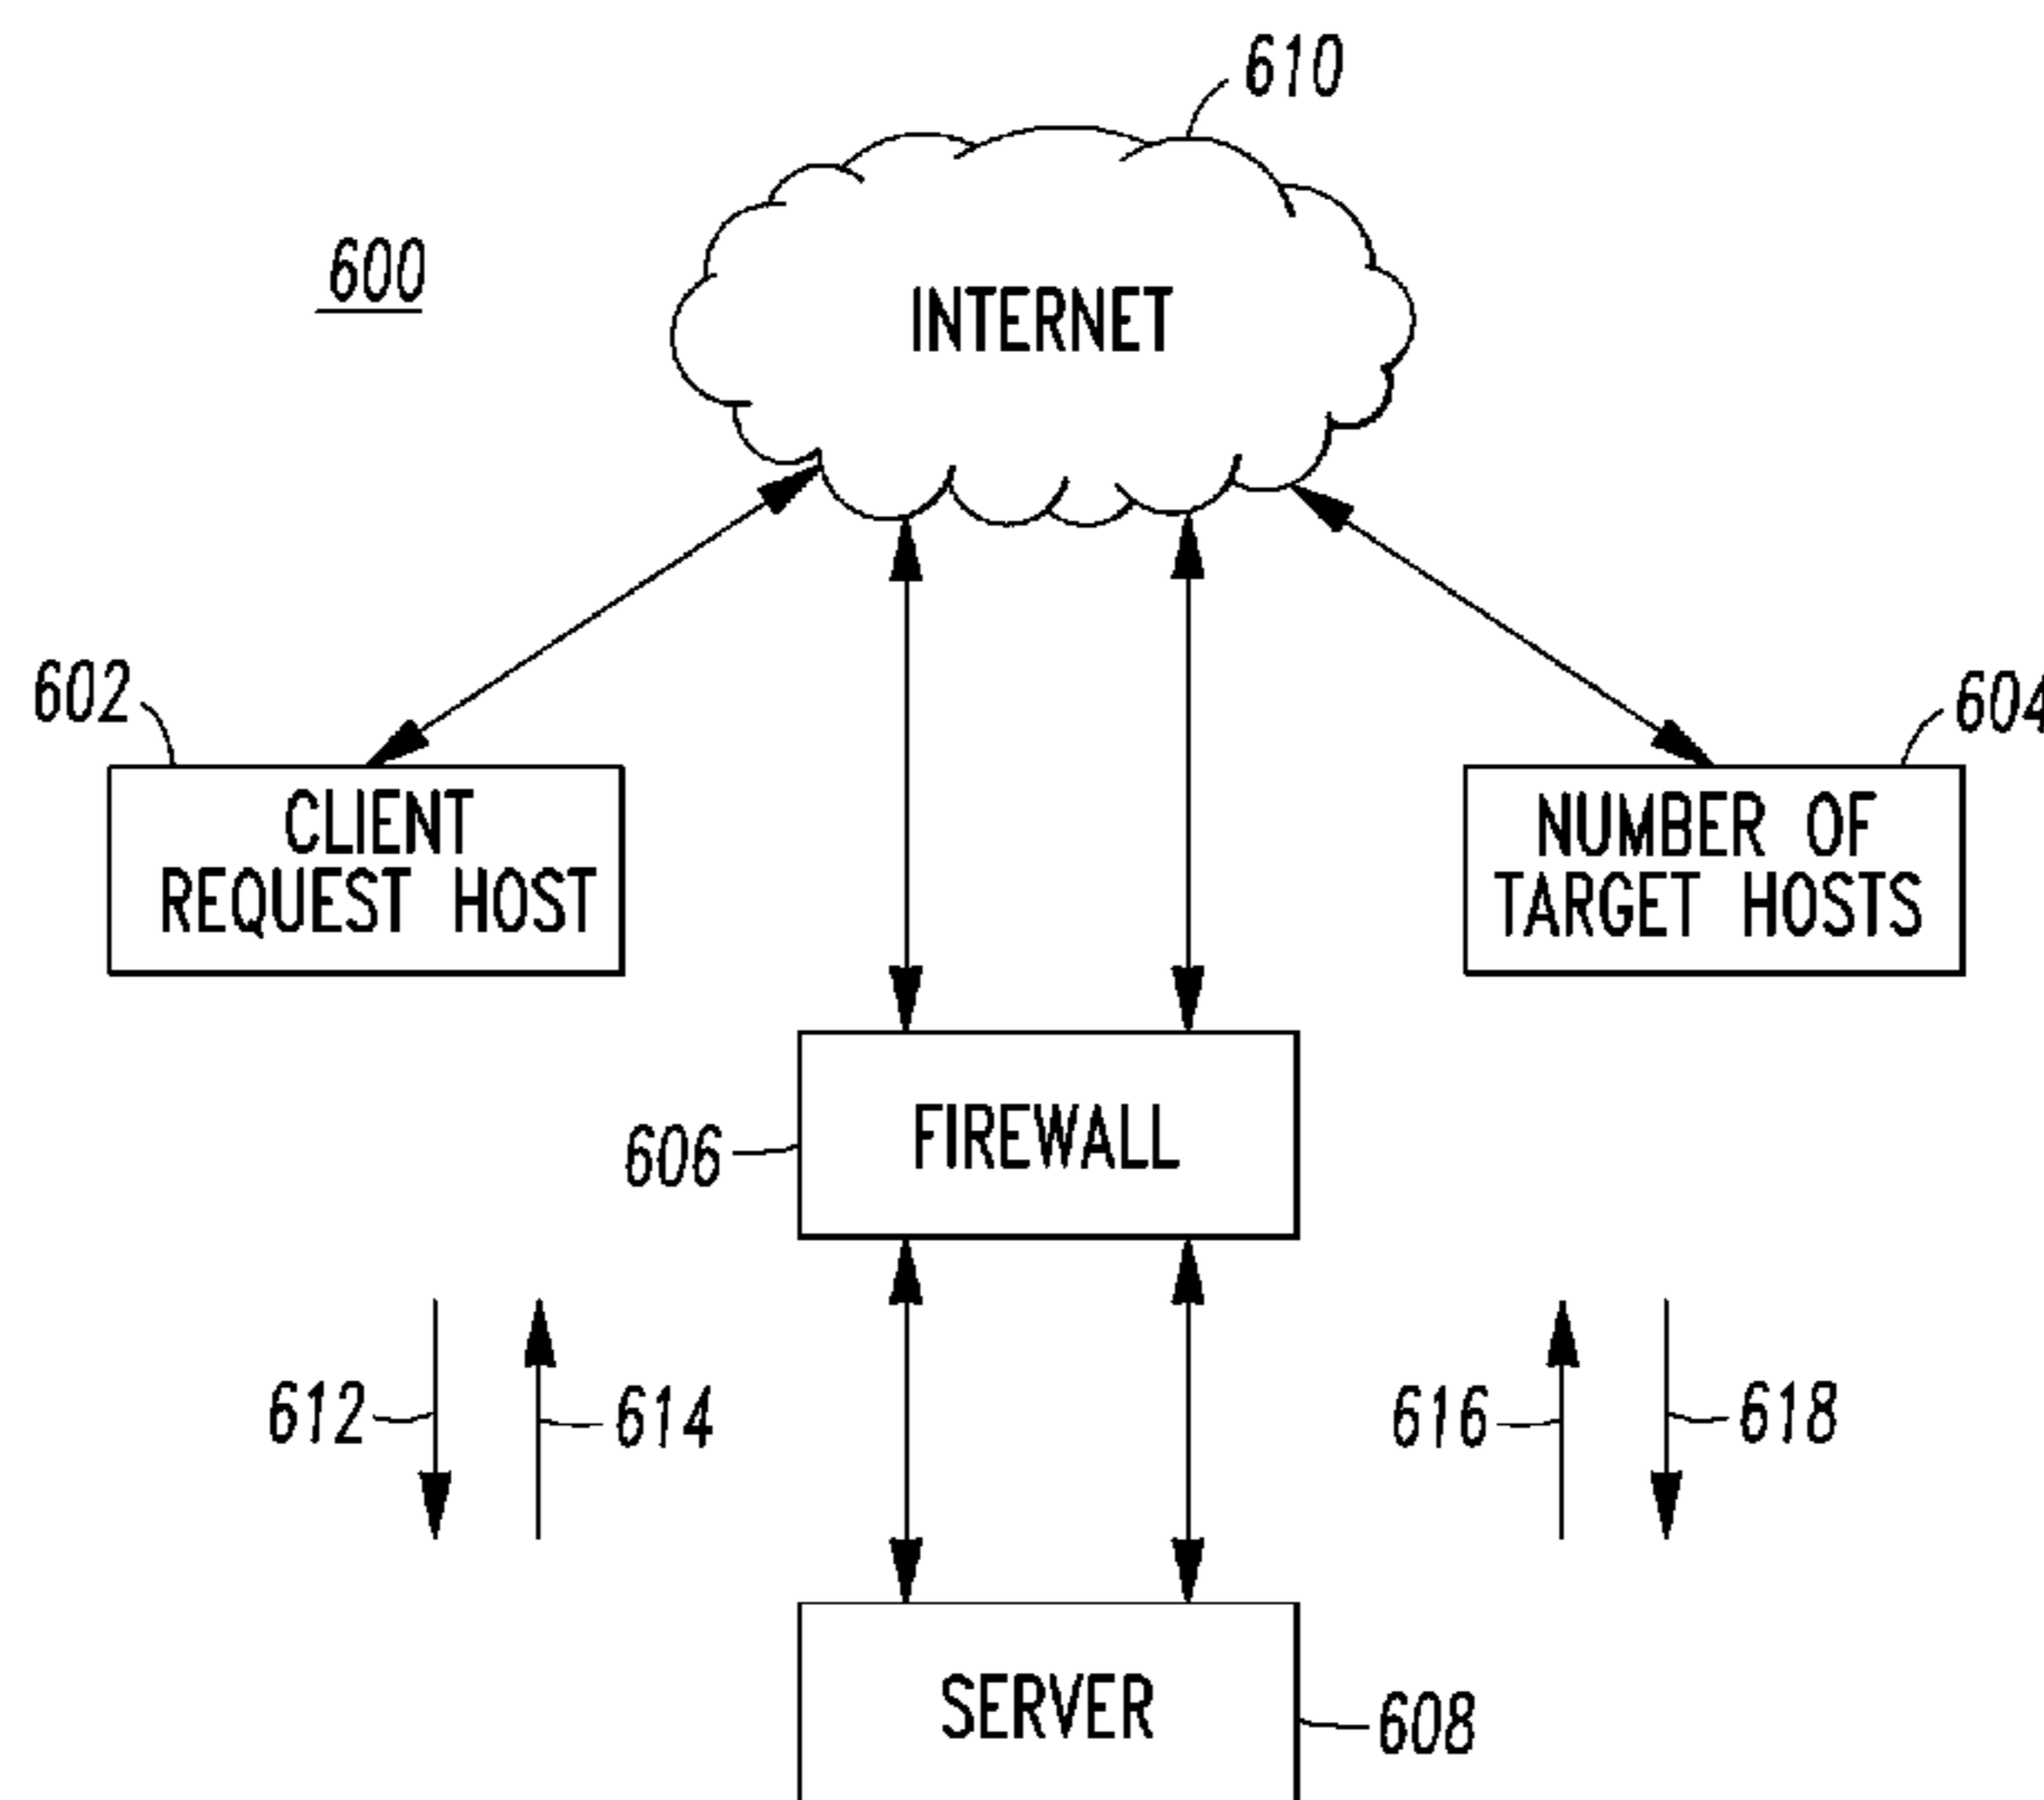 610
600
INTERNET
602
604
CLIENT
REQUEST HOST
NUMBER OF
TARGET HOSTS
606
FIREWALL
612
614
616
618
SERVER
608